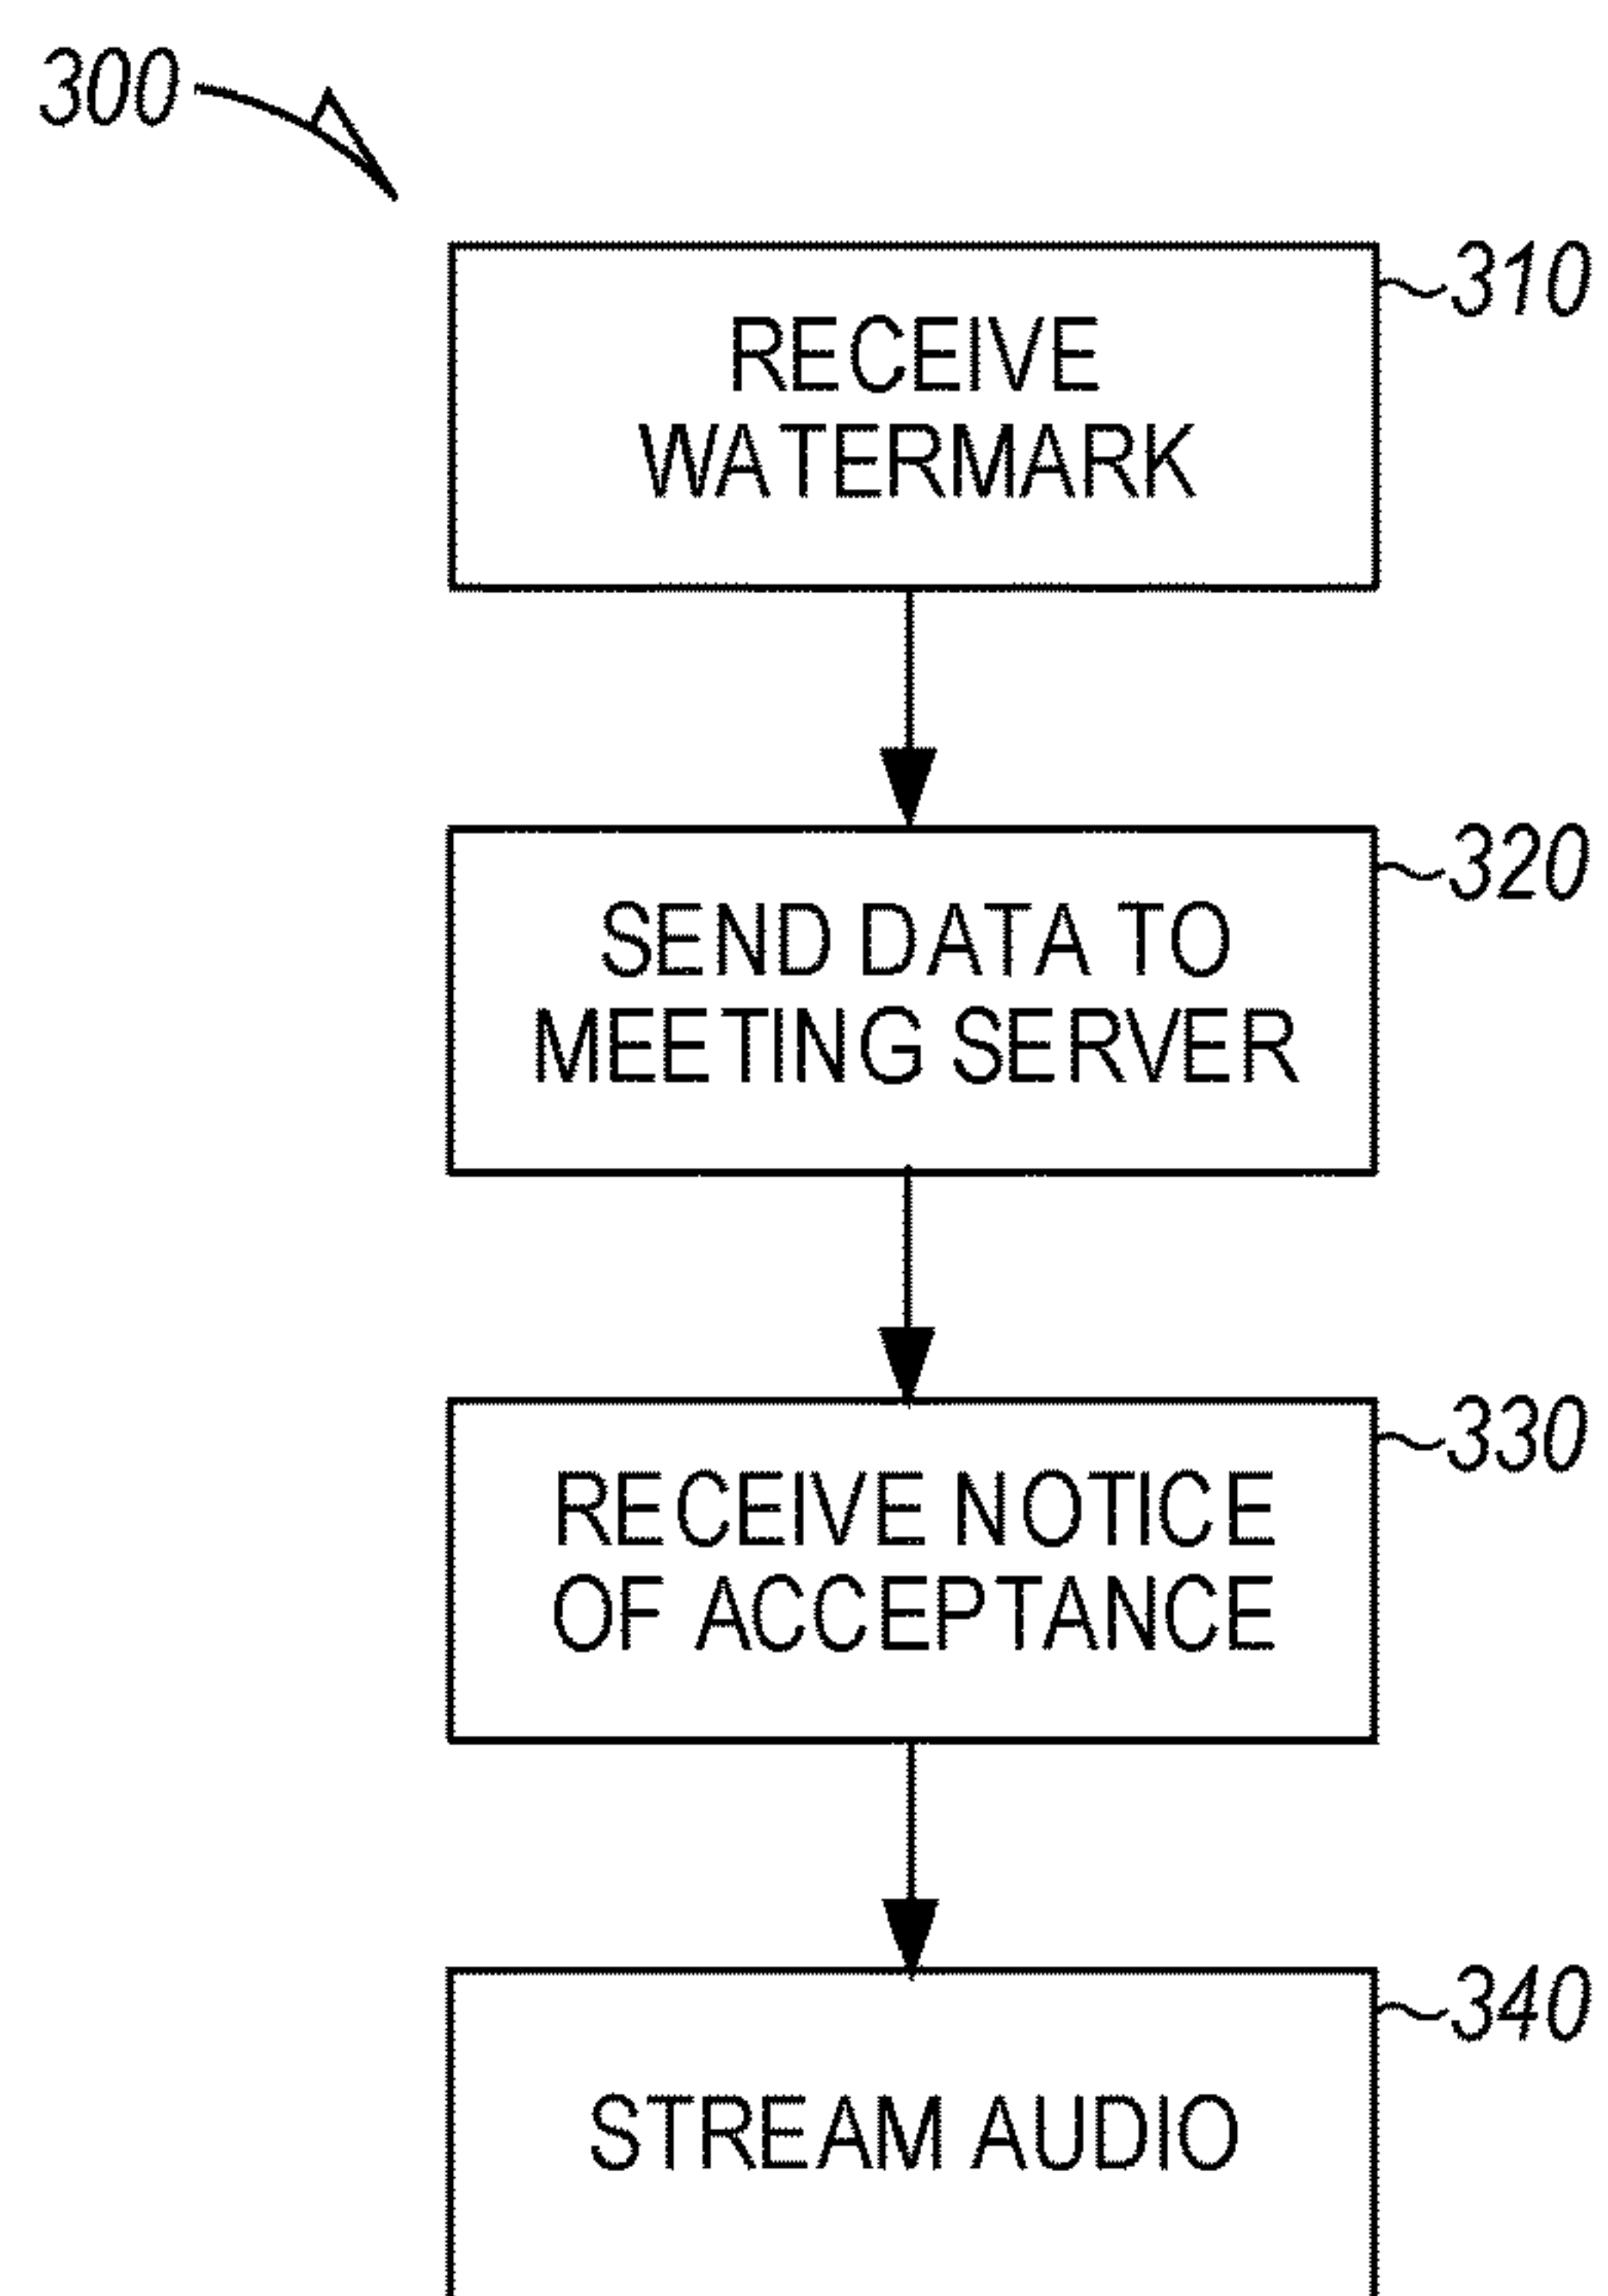 300
310
RECEIVE
WATERMARK
320
SEND DATA TO
MEETING SERVER
330
RECEIVE NOTICE
OF ACCEPTANCE
340
STREAM AUDIO